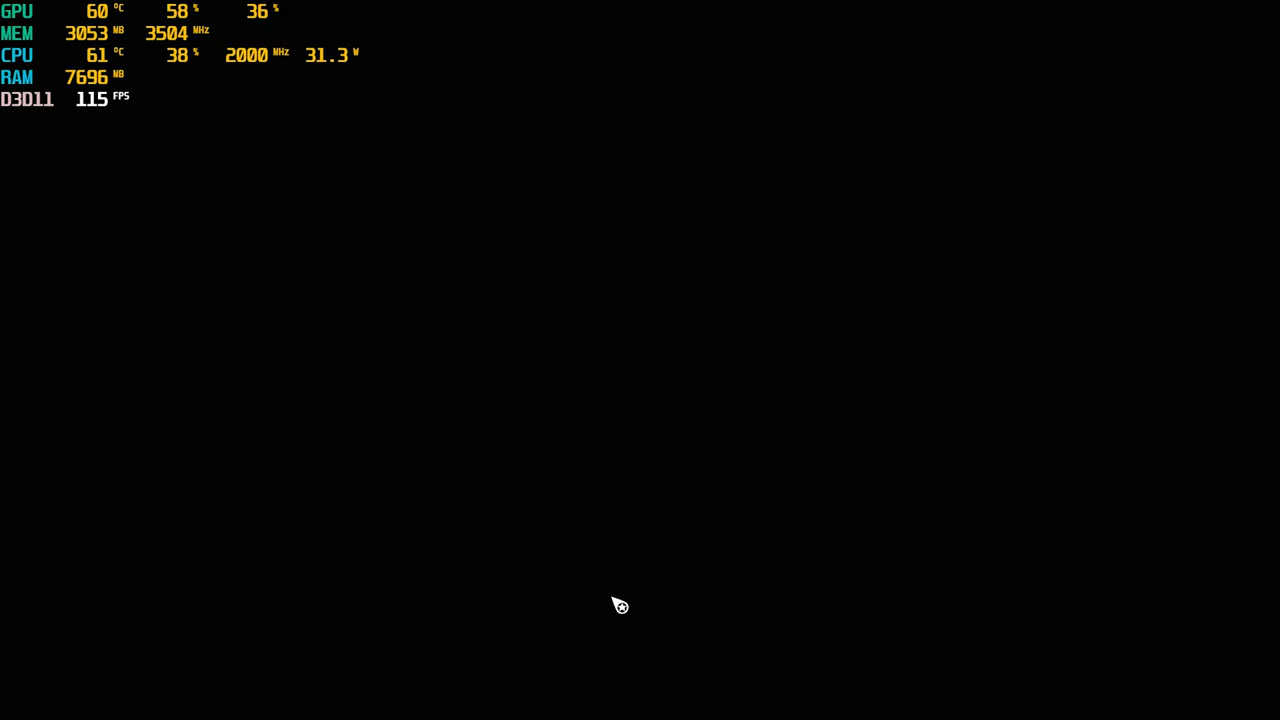 GPU 60 °C 58 % 36 %
MEM 3053 MB 3504 MHz
CPU 61 °C 38 % 2000 MHz 31.3 W
RAM 7696 MB
D3D11 115 FPS